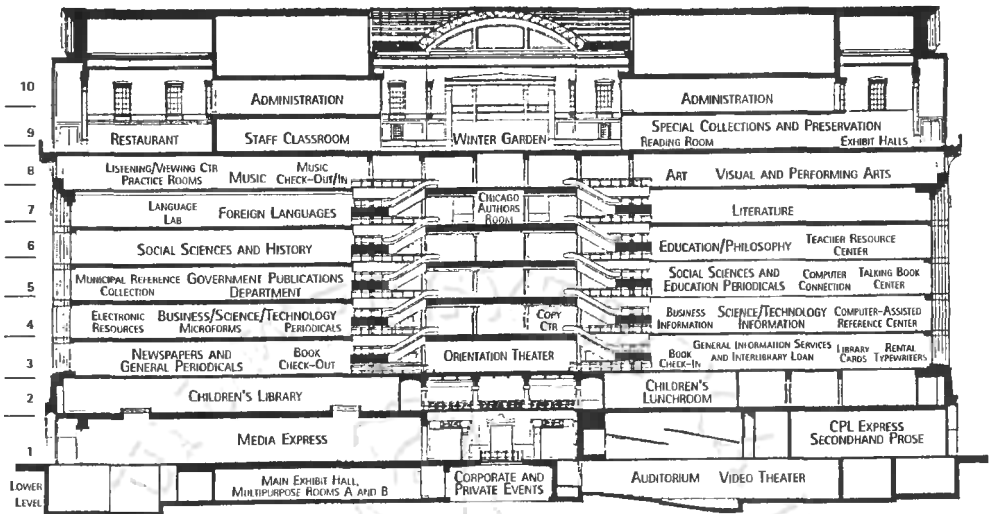 10
ADMINISTRATION
ADMINISTRATION
9
RESTAURANT
STAFF CLASSROOM
WINTER GARDEN
SPECIAL COLLECTIONS AND PRESERVATION
READING ROOM
EXHIBIT HALLS
8
LISTENING/VIEWING CTR
PRACTICE ROOMS
MUSIC
MUSIC
CHECK-OUT/IN
ART
VISUAL AND PERFORMING ARTS
7
LANGUAGE
LAB
FOREIGN LANGUAGES
CHICAGO
AUTHORS
ROOM
LITERATURE
6
SOCIAL SCIENCES AND HISTORY
EDUCATION/PHILOSOPHY
TEACHER RESOURCE
CENTER
5
MUNICIPAL REFERENCE
COLLECTION
GOVERNMENT PUBLICATIONS
DEPARTMENT
SOCIAL SCIENCES AND
EDUCATION PERIODICALS
COMPUTER
CONNECTION
TALKING BOOK
CENTER
4
ELECTRONIC
RESOURCES
BUSINESS/SCIENCE/TECHNOLOGY
MICROFORMS
PERIODICALS
COPY
CTR
BUSINESS
INFORMATION
SCIENCE/TECHNOLOGY
INFORMATION
COMPUTER-ASSISTED
REFERENCE CENTER
3
NEWSPAPERS AND
GENERAL PERIODICALS
BOOK
CHECK-OUT
ORIENTATION THEATER
BOOK
CHECK-IN
GENERAL INFORMATION SERVICES
AND INTERLIBRARY LOAN
LIBRARY
CARDS
RENTAL
TYPEWRITERS
2
CHILDREN'S LIBRARY
CHILDREN'S
LUNCHROOM
1
MEDIA EXPRESS
CPL EXPRESS
SECONDHAND PROSE
LOWER
LEVEL
MAIN EXHIBIT HALL,
MULTIPURPOSE ROOMS A AND B
CORPORATE AND
PRIVATE EVENTS
AUDITORIUM
VIDEO THEATER